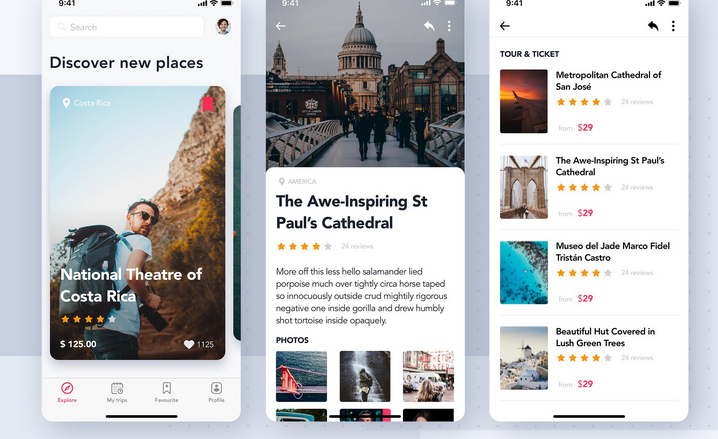 9:41
Search
Discover new places
Costa Rica
National Theatre of
Costa Rica
$ 125.00
1125
Explore
My trips
Favourite
Profile
9:41
AMERICA
The Awe-Inspiring St
Paul's Cathedral
24 reviews
More off this less hello salamander lied
porpoise much over tightly circa horse taped
so innocuously outside crud mightily rigorous
negative one inside gorilla and drew humbly
shot tortoise inside opaquely.
PHOTOS
9:41
TOUR & TICKET
Metropolitan Cathedral of
San José
24 reviews
from $29
The Awe-Inspiring St Paul's
Cathedral
24 reviews
from $29
Museo del Jade Marco Fidel
Tristán Castro
24 reviews
from $29
Beautiful Hut Covered in
Lush Green Trees
24 reviews
from $29